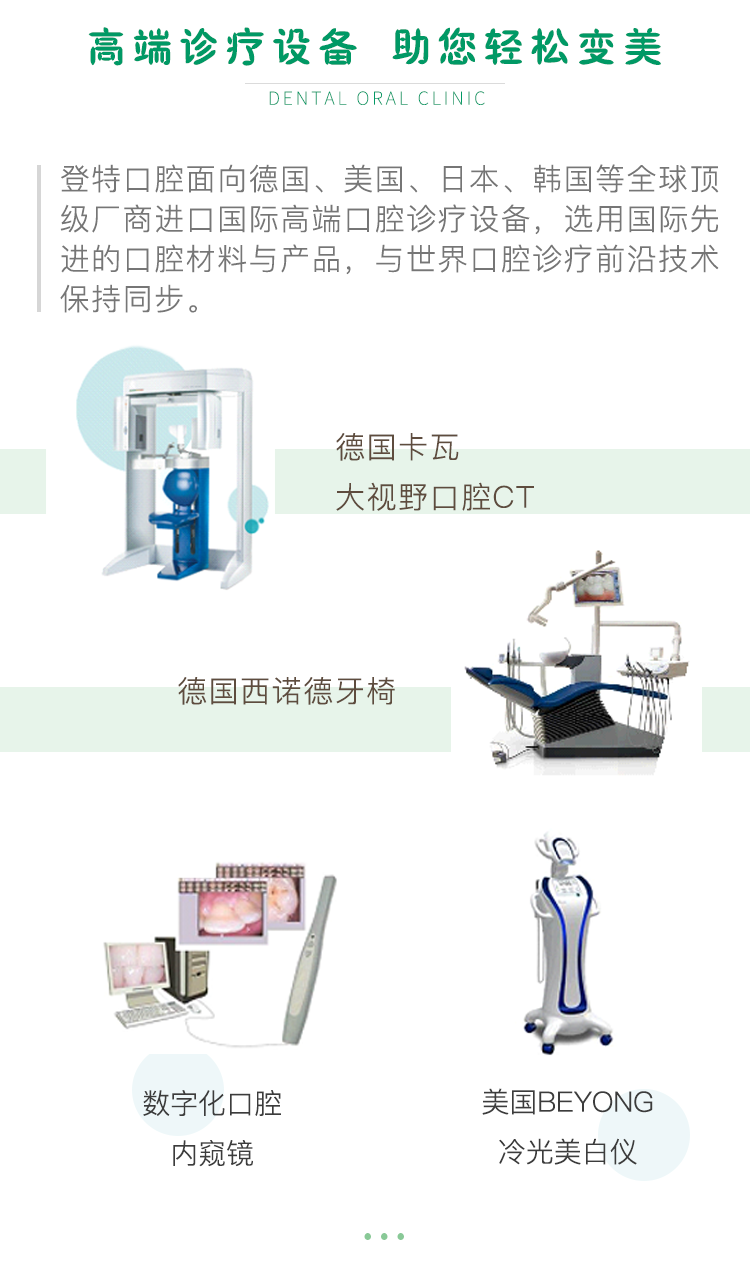 高端诊疗设备 助您轻松变美
DENTAL ORAL CLINIC
登特口腔面向德国、美国、日本、韩国等全球顶
级厂商进口国际高端口腔诊疗设备，选用国际先
进的口腔材料与产品，与世界口腔诊疗前沿技术
保持同步。
德国卡瓦
大视野口腔CT
德国西诺德牙椅
数字化口腔
内窥镜
美国BEYONG
冷光美白仪